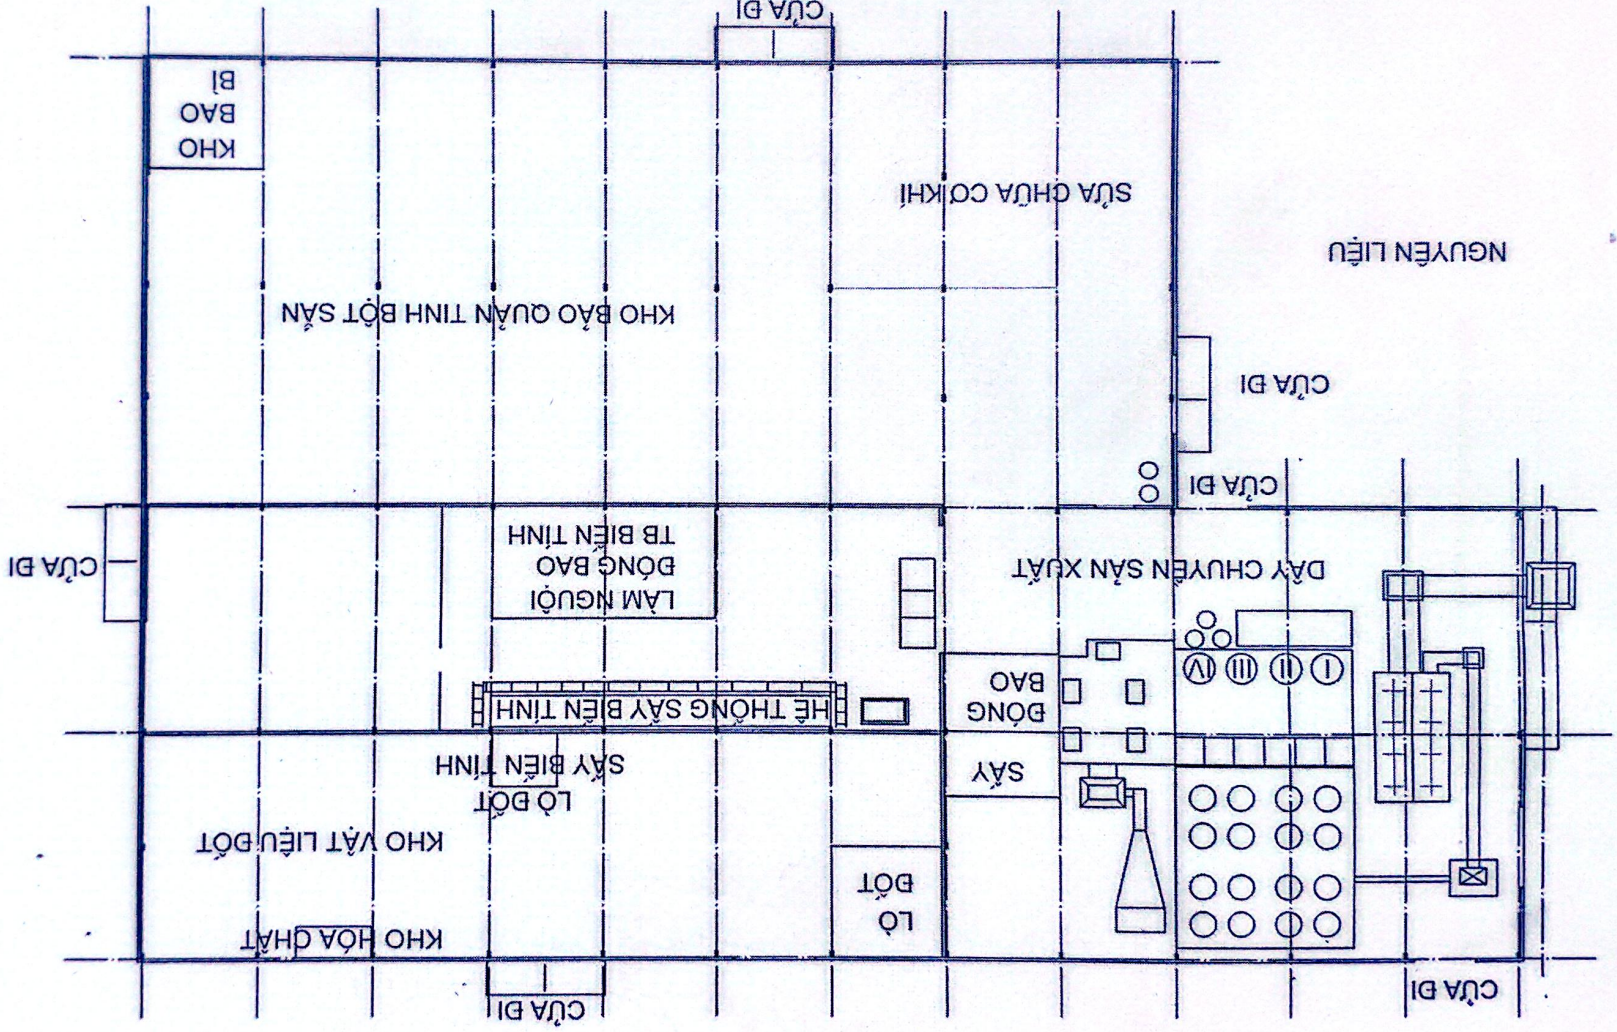 CỬA ĐI
CỬA ĐI
KHO HÓA CHẤT
LÒ
ĐỐT
KHO VẬT LIỆU ĐỐT
LÒ ĐỐT
SẤY BIẾN TÍNH
SẤY
ĐÓNG
BAO
HỆ THỐNG SẤY BIẾN TÍNH
I II III IV
DÂY CHUYỀN SẢN XUẤT
LÀM NGUỘI
ĐÓNG BAO
TB BIẾN TÍNH
CỬA ĐI
CỬA ĐI
CỬA ĐI
KHO BẢO QUẢN TINH BỘT SẮN
NGUYÊN LIỆU
SỬA CHỮA CƠ KHÍ
KHO
BAO
BÌ
CỬA ĐI